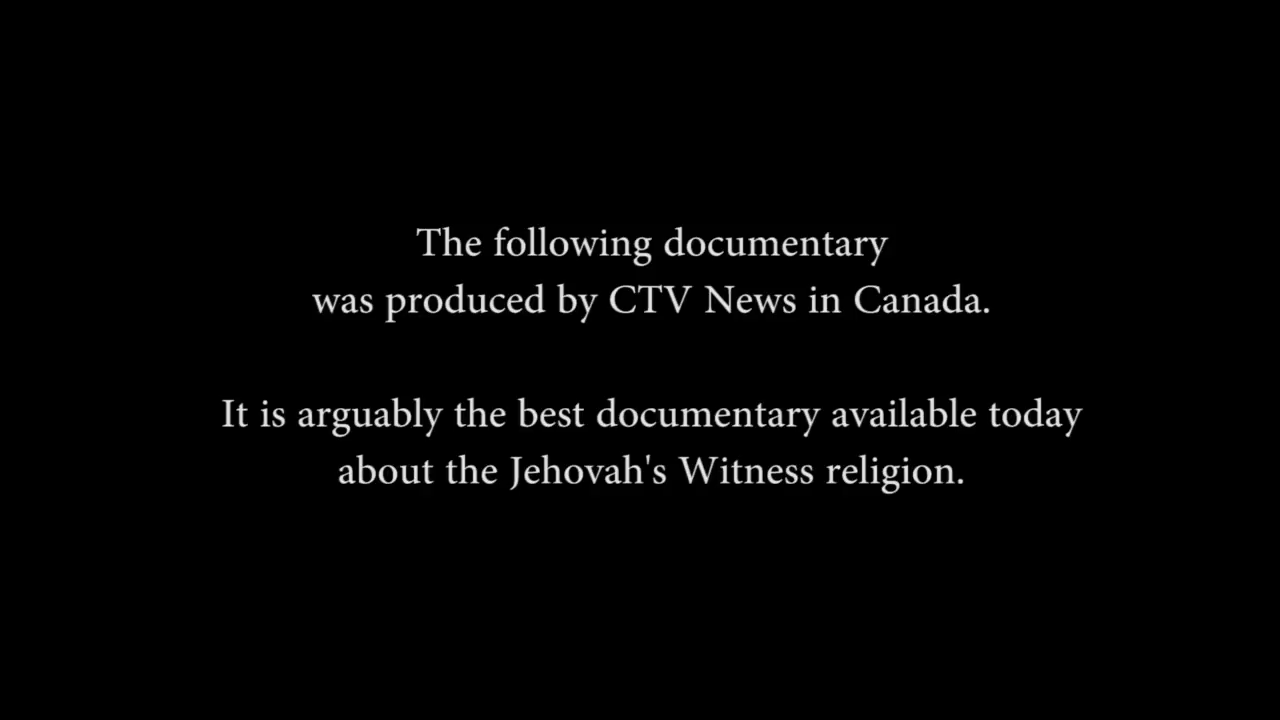 The following documentary
was produced by CTV News in Canada.
It is arguably the best documentary available today
about the Jehovah's Witness religion.